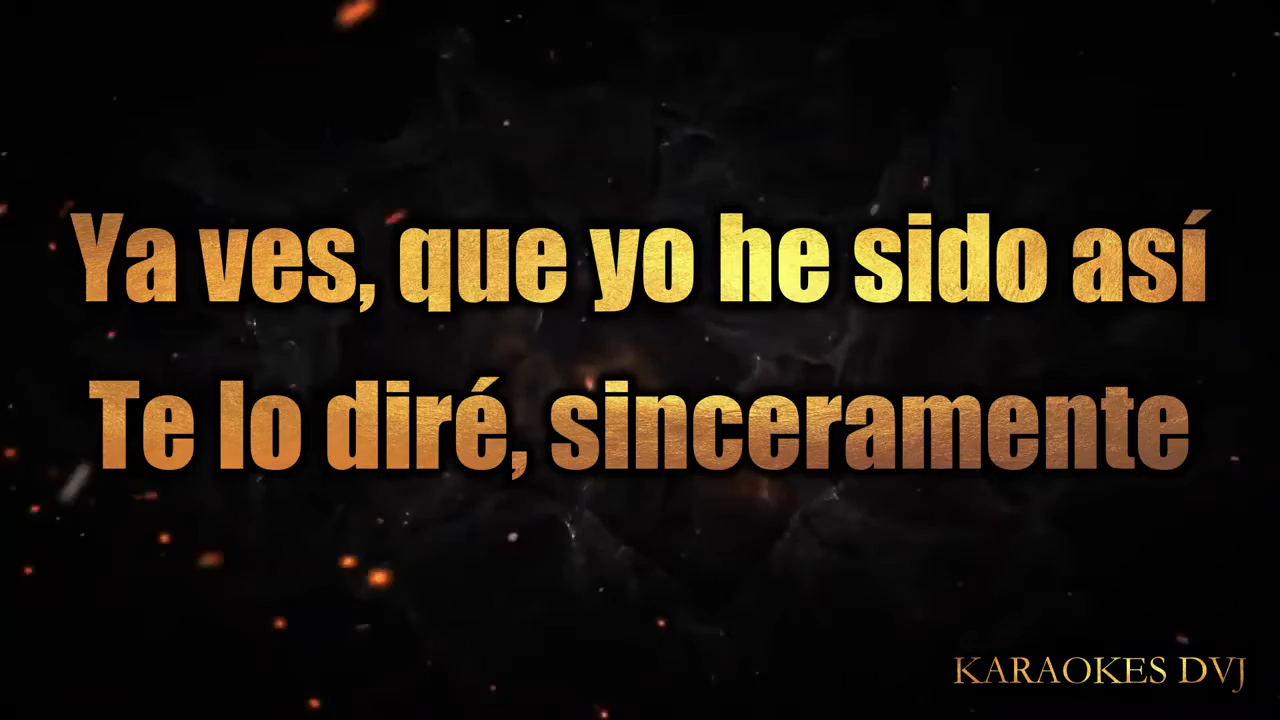 Ya ves, que yo he sido así
Te lo diré, sinceramente
KARAOKES DVJ